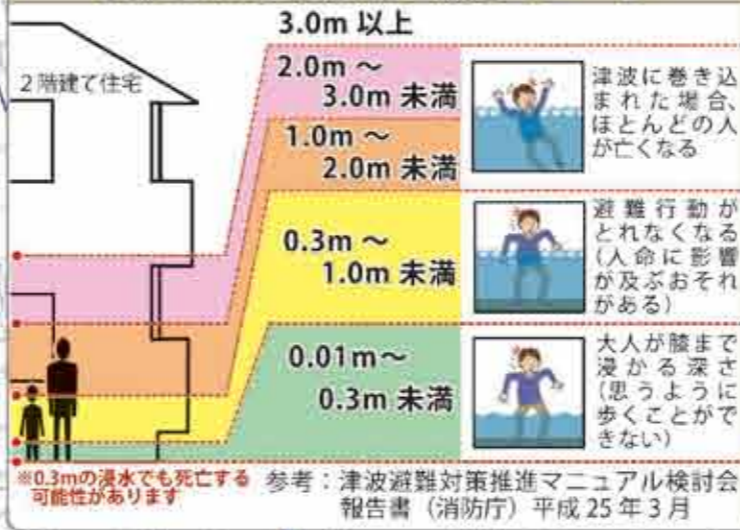 3.0m 以上
2階建て住宅
2.0m ～
3.0m 未満
1.0m ～
2.0m 未満
0.3m ～
1.0m 未満
0.01m～
0.3m 未満
津波に巻き込
まれた場合、
ほとんどの人
が亡くなる
避難行動が
とれなくなる
(人命に影響
が及ぶおそれ
がある)
大人が膝まで
浸かる深さ
(思うように
歩くことがで
きない)
※0.3mの浸水でも死亡する
可能性があります
参考：津波避難対策推進マニュアル検討会
報告書（消防庁）平成25年3月